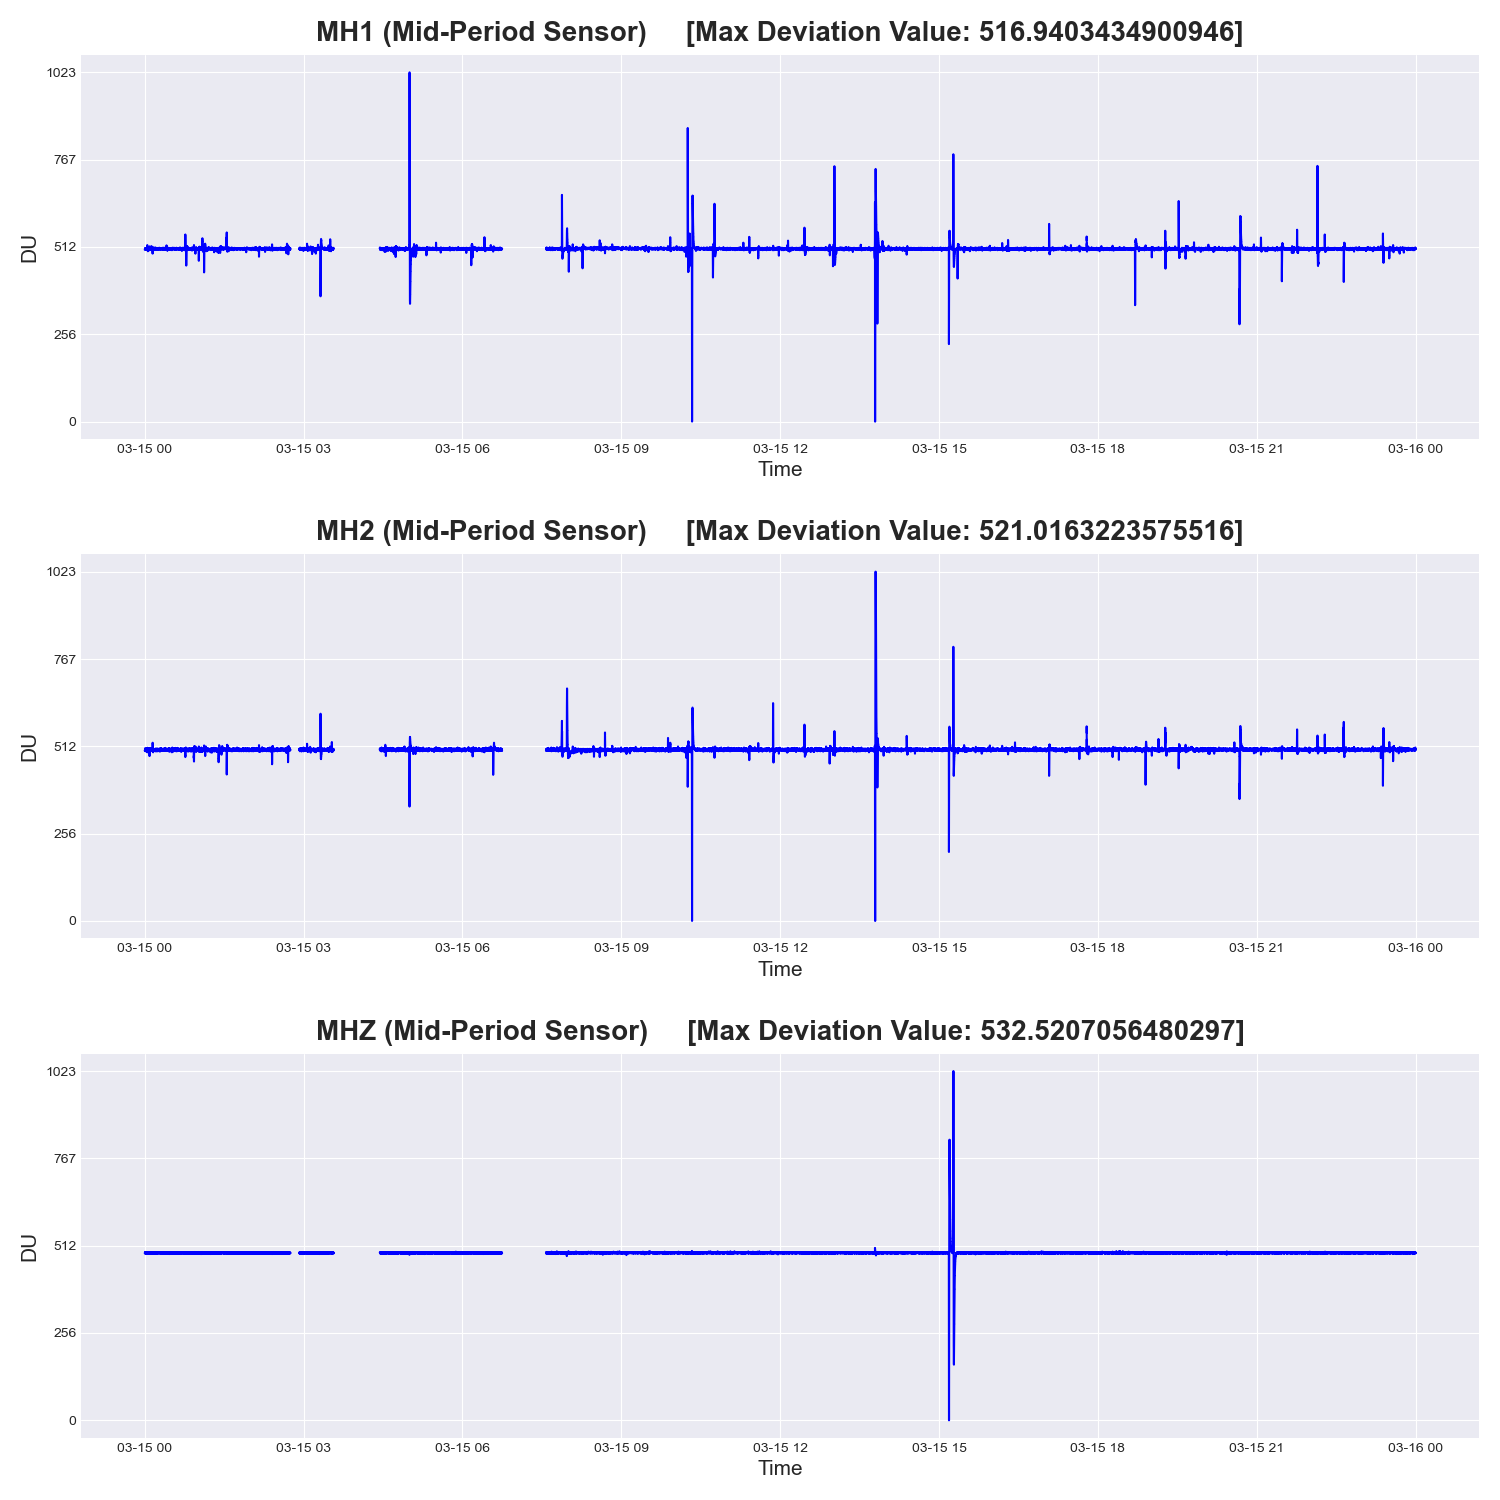 MH1 (Mid-Period Sensor) [Max Deviation Value: 516.9403434900946]
1023
767
512
256
0
DU
03-15 00 03-15 03 03-15 06 03-15 09 03-15 12 03-15 15 03-15 18 03-15 21 03-16 00
Time
MH2 (Mid-Period Sensor) [Max Deviation Value: 521.0163223575516]
1023
767
512
256
0
DU
03-15 00 03-15 03 03-15 06 03-15 09 03-15 12 03-15 15 03-15 18 03-15 21 03-16 00
Time
MHZ (Mid-Period Sensor) [Max Deviation Value: 532.5207056480297]
1023
767
512
256
0
DU
03-15 00 03-15 03 03-15 06 03-15 09 03-15 12 03-15 15 03-15 18 03-15 21 03-16 00
Time